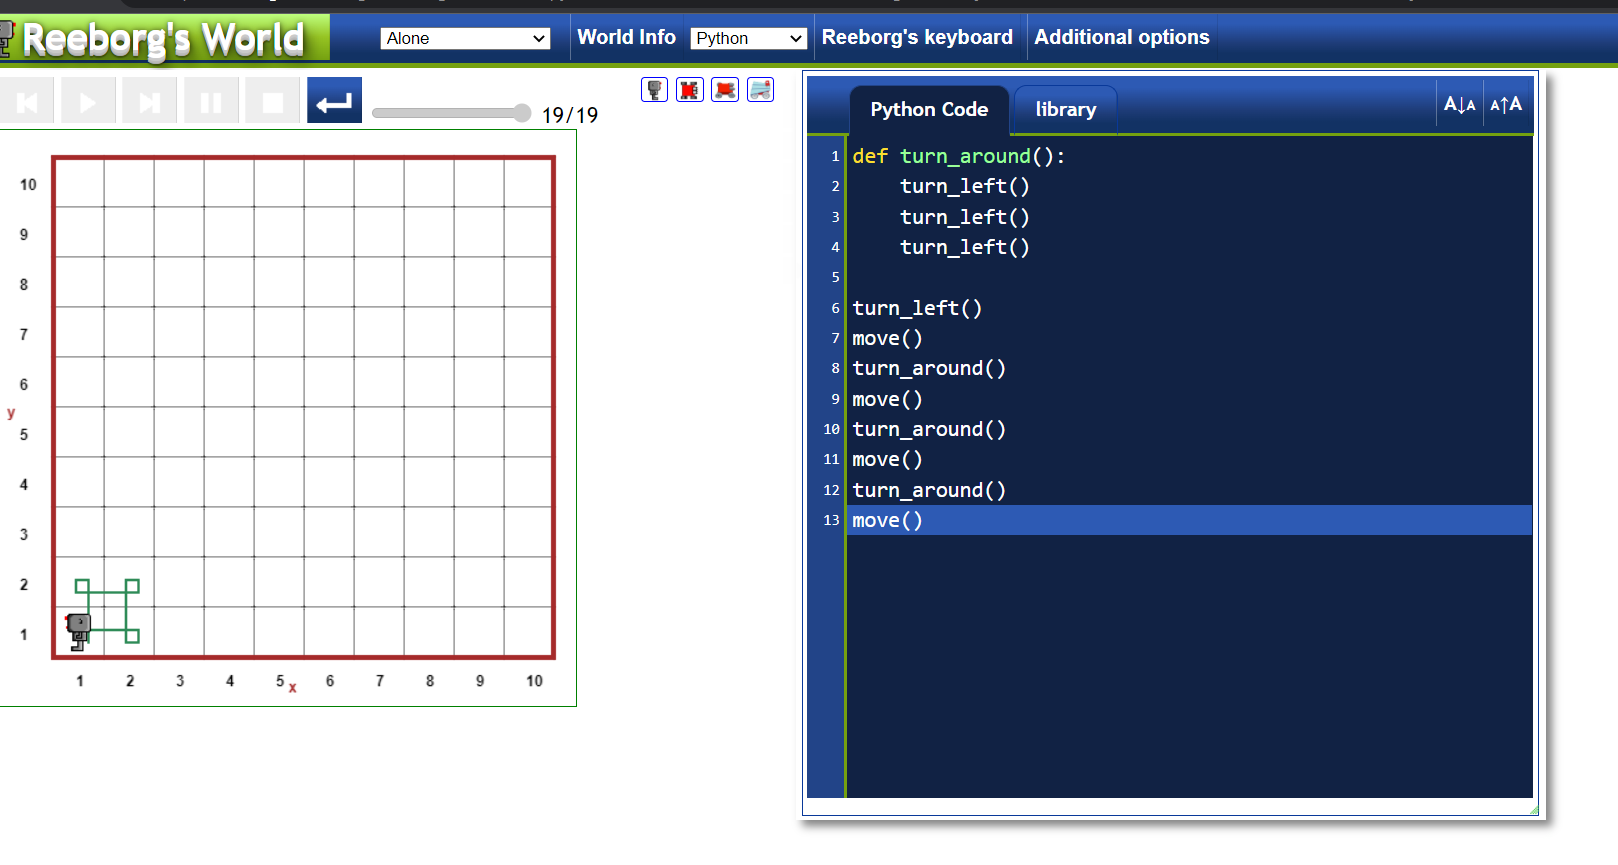 Reeborg's World
Alone
World Info
Python
Reeborg's keyboard
Additional options
19/19
Python Code
library
A↓A
A↑A
1 def turn_around():
2 turn_left()
3 turn_left()
4 turn_left()
5
6 turn_left()
7 move()
8 turn_around()
9 move()
10 turn_around()
11 move()
12 turn_around()
13 move()
10
9
8
7
6
y
5
4
3
2
1
1 2 3 4 5 x 6 7 8 9 10